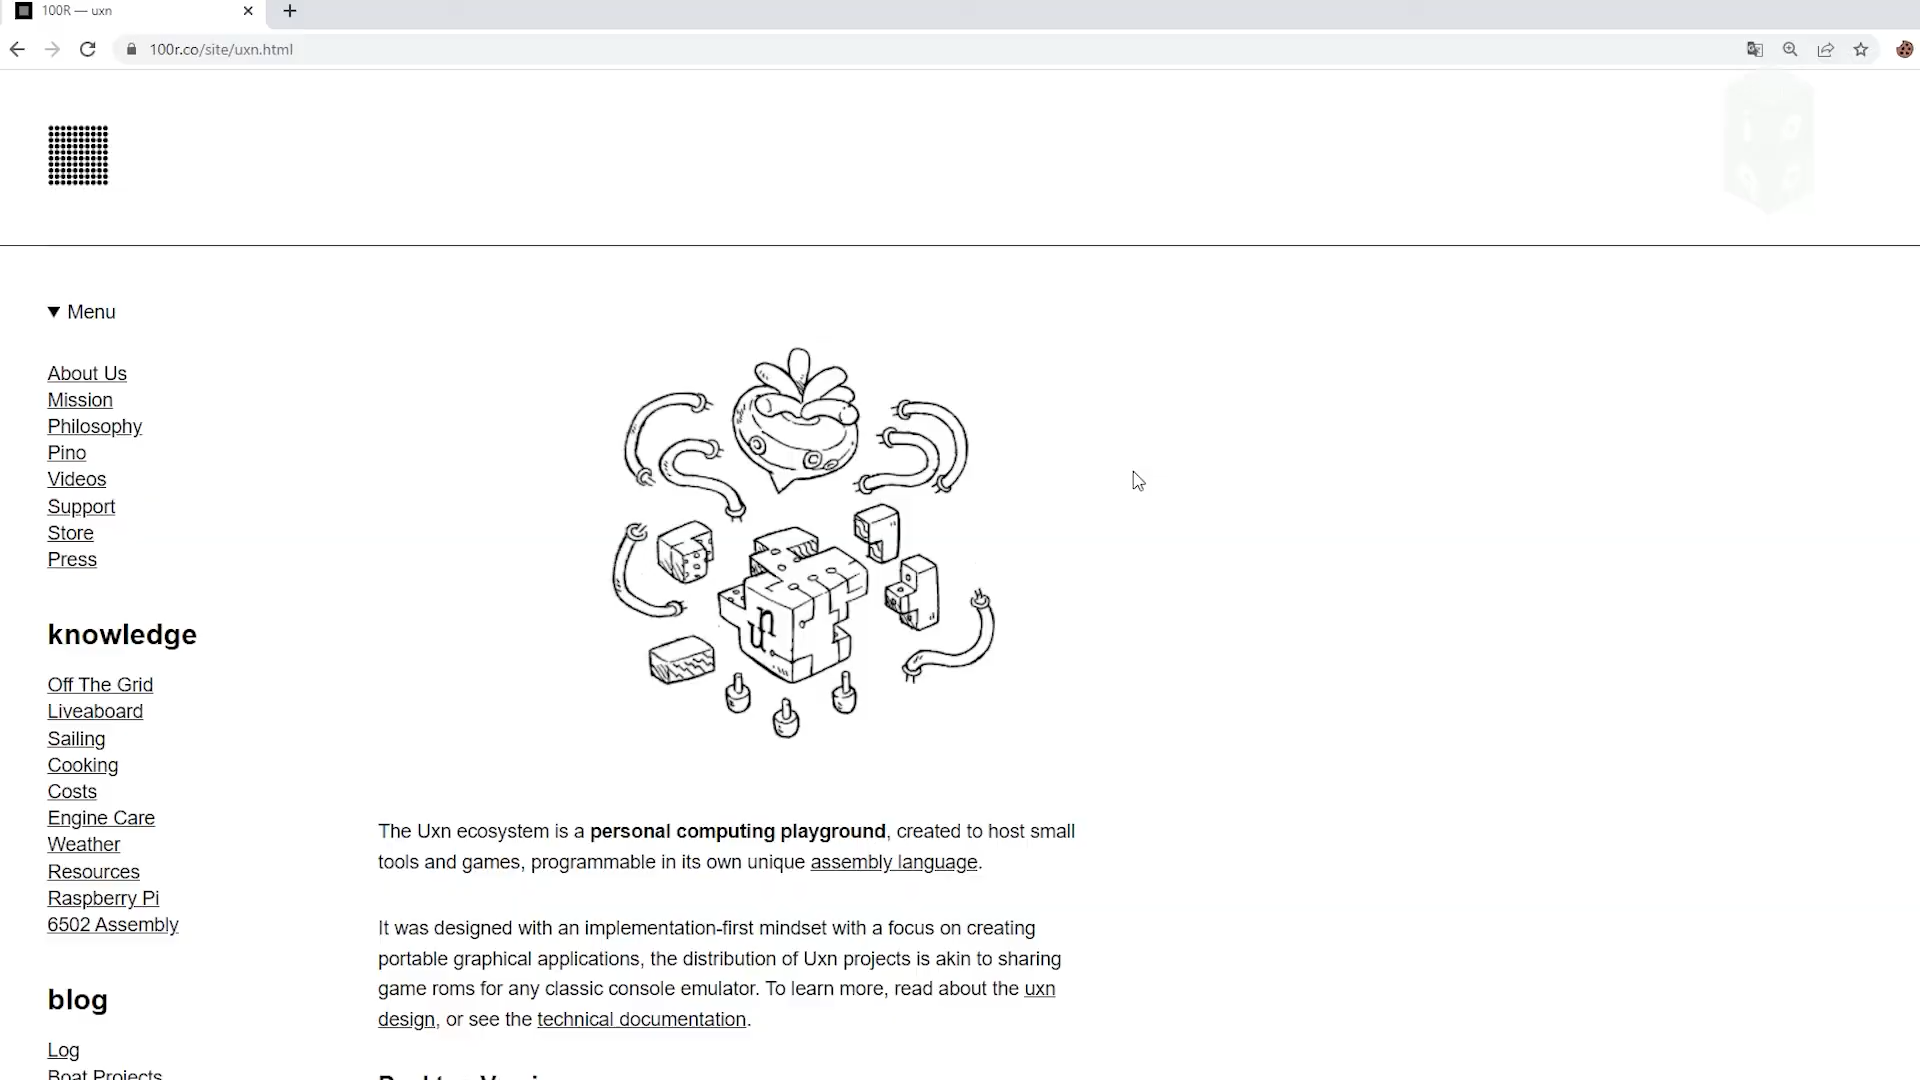 100R — uxn
100r.co/site/uxn.html
Menu
About Us
Mission
Philosophy
Pino
Videos
Support
Store
Press
knowledge
Off The Grid
Liveaboard
Sailing
Cooking
Costs
Engine Care
Weather
Resources
Raspberry Pi
6502 Assembly
blog
Log
Boat Projects
The Uxn ecosystem is a personal computing playground, created to host small
tools and games, programmable in its own unique assembly language.
It was designed with an implementation-first mindset with a focus on creating
portable graphical applications, the distribution of Uxn projects is akin to sharing
game roms for any classic console emulator. To learn more, read about the uxn
design, or see the technical documentation.